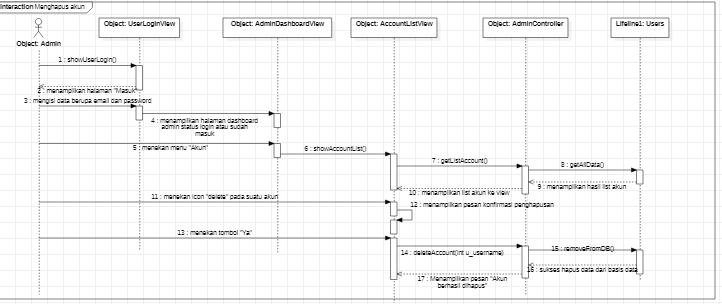 interaction Menghapus akun
Object: UserLoginView
Object: AdminDashboardView
Object: AccountListView
Object: AdminController
Lifeline1: Users
Object: Admin
1 : showUserLogin()
2 : menampilkan halaman "Masuk"
3 : mengisi data berupa email dan password
4 : menampilkan halaman dashboard
admin status login atau sudah
masuk
5 : menekan menu "Akun"
6 : showAccountList()
7 : getListAccount()
8 : getAllData()
9 : menampilkan hasil list akun
10 : menampilkan list akun ke view
11 : menekan icon "delete" pada suatu akun
12 : menampilkan pesan konfirmasi penghapusan
13 : menekan tombol "Ya"
14 : deleteAccount(int u_username)
15 : removeFromDB()
16 : sukses hapus data dari basis data
17 : Menampilkan pesan "Akun
berhasil dihapus"